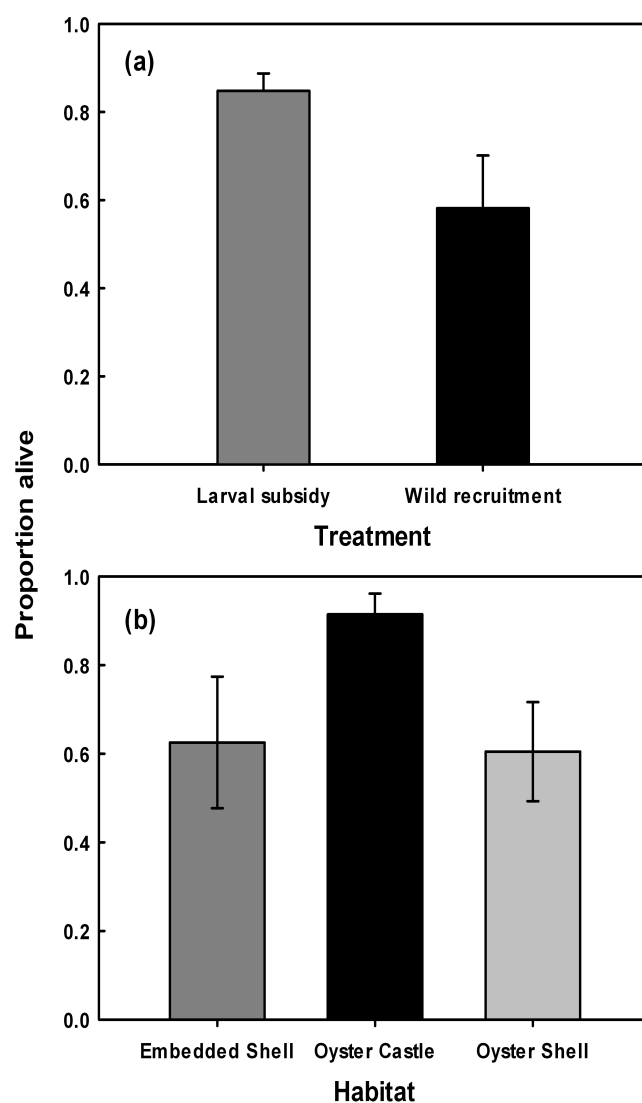 Proportion alive
1.0
(a)
0.8
0.6
0.4
0.2
0.0
Larval subsidy Wild recruitment
Treatment
1.0
(b)
0.8
0.6
0.4
0.2
0.0
Embedded Shell Oyster Castle Oyster Shell
Habitat